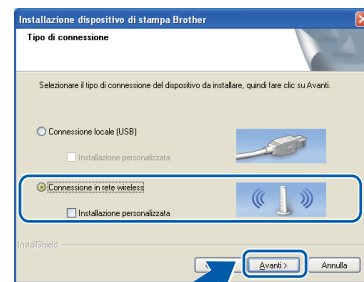 Installazione dispositivo di stampa Brother
Tipo di connessione
Selezionare il tipo di connessione del dispositivo da installare, quindi fare clic su Avanti.
Connessione locale (USB)
Installazione personalizzata
Connessione in rete wireless
Installazione personalizzata
InstallShield
Avanti >
Annulla